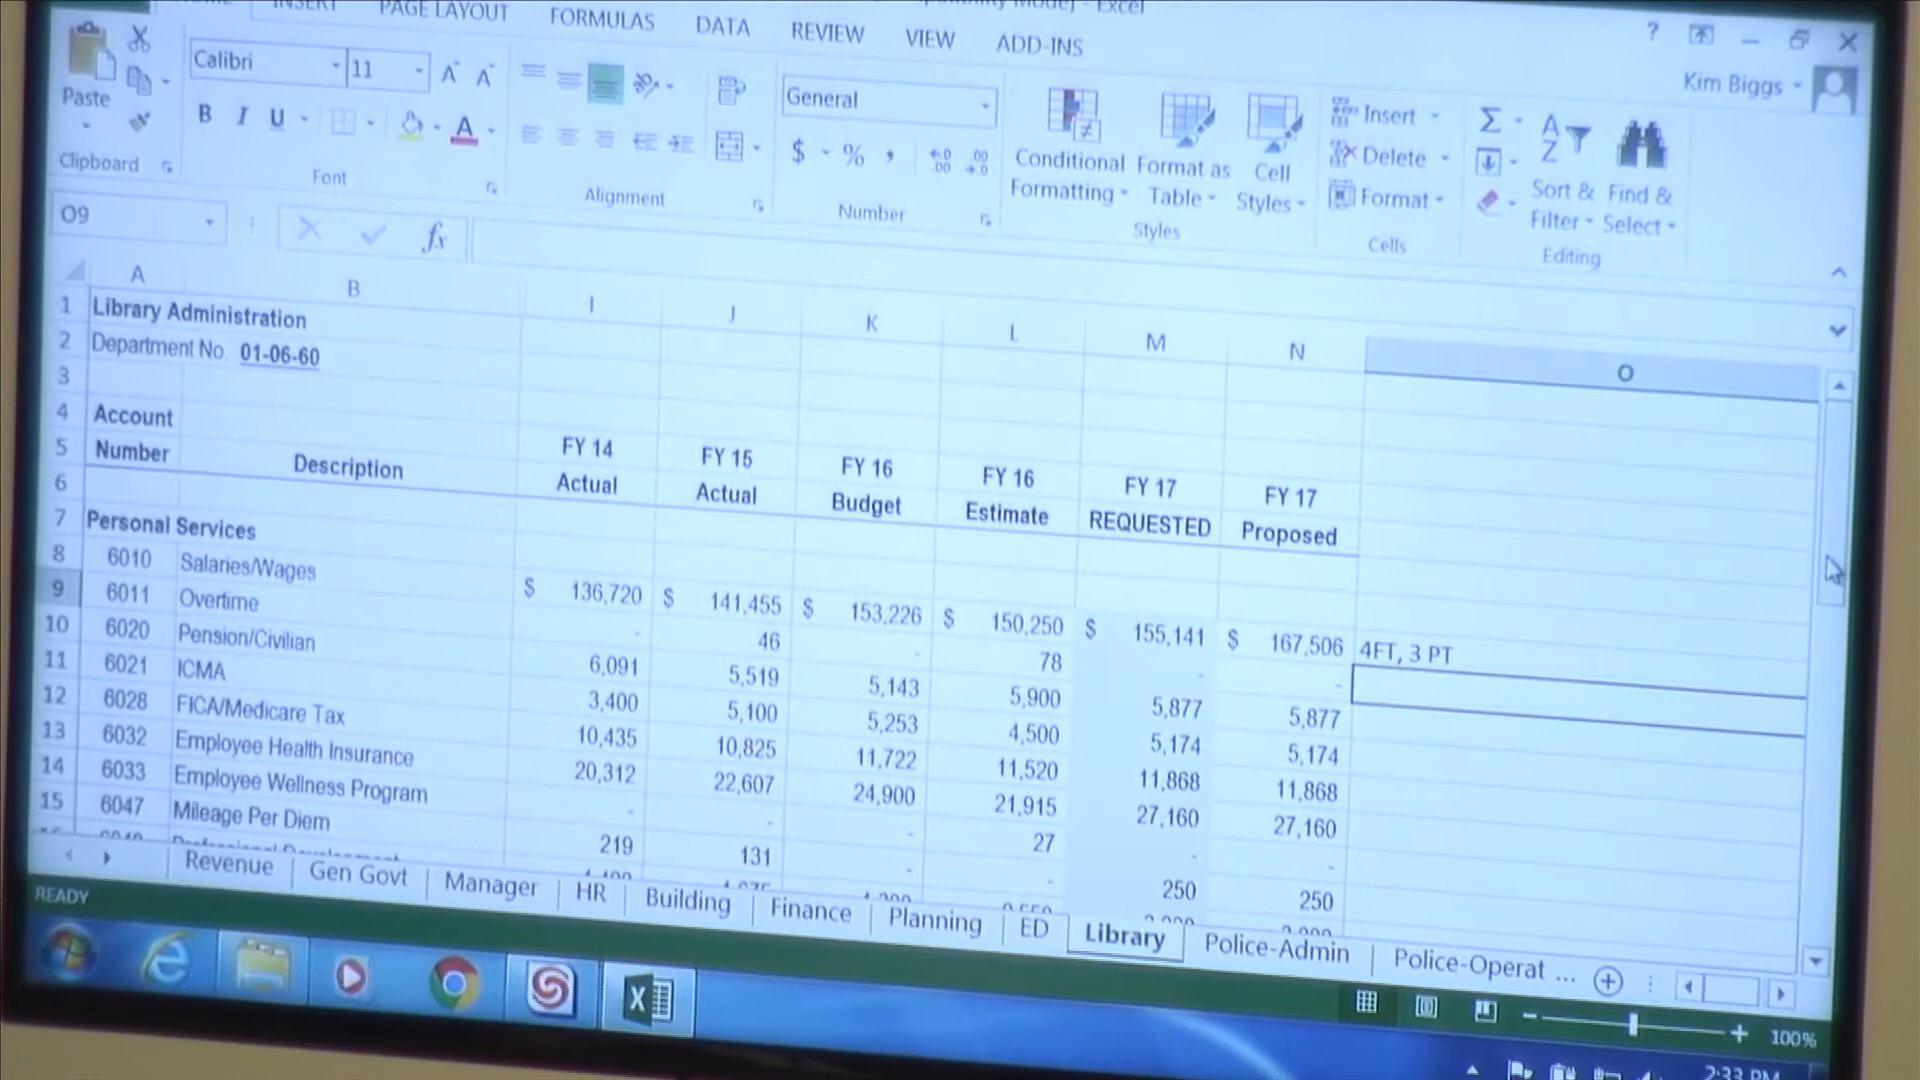 INSERT PAGE LAYOUT FORMULAS DATA REVIEW VIEW ADD-INS
Excel
? Kim Biggs
Paste Calibri 11 A A General Conditional Formatting Format as Table Cell Styles Insert Delete Format Sort & Filter Find & Select
B I U A $ % ,
Clipboard Font Alignment Number Styles Cells Editing
O9 fx
A B I J K L M N O
1 Library Administration
2 Department No. 01-06-60
3
4 Account
5 Number Description FY 14 FY 15 FY 16 FY 16 FY 17 FY 17
6 Actual Actual Budget Estimate REQUESTED Proposed
7 Personal Services
8 6010 Salaries/Wages $ 136,720 $ 141,455 $ 153,226 $ 150,250 $ 155,141 $ 167,506 4FT, 3 PT
9 6011 Overtime - 46 - 78 - -
10 6020 Pension/Civilian 6,091 5,519 5,143 5,900 5,877 5,877
11 6021 ICMA 3,400 5,100 5,253 4,500 5,174 5,174
12 6028 FICA/Medicare Tax 10,435 10,825 11,722 11,520 11,868 11,868
13 6032 Employee Health Insurance 20,312 22,607 24,900 21,915 27,160 27,160
14 6033 Employee Wellness Program - - - 27 - -
15 6047 Mileage Per Diem 219 131 - - 250 250
Revenue Gen Govt Manager HR Building Finance Planning ED Library Police-Admin Police-Operat ...
READY
100%
2:33 PM